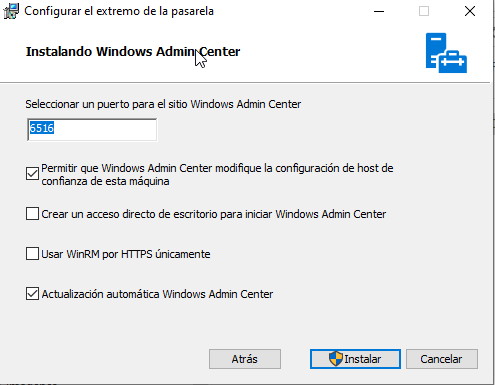 Configurar el extremo de la pasarela
Instalando Windows Admin Center
Seleccionar un puerto para el sitio Windows Admin Center
6516
Permitir que Windows Admin Center modifique la configuración de host de
confianza de esta máquina
Crear un acceso directo de escritorio para iniciar Windows Admin Center
Usar WinRM por HTTPS únicamente
Actualización automática Windows Admin Center
Atrás
Instalar
Cancelar